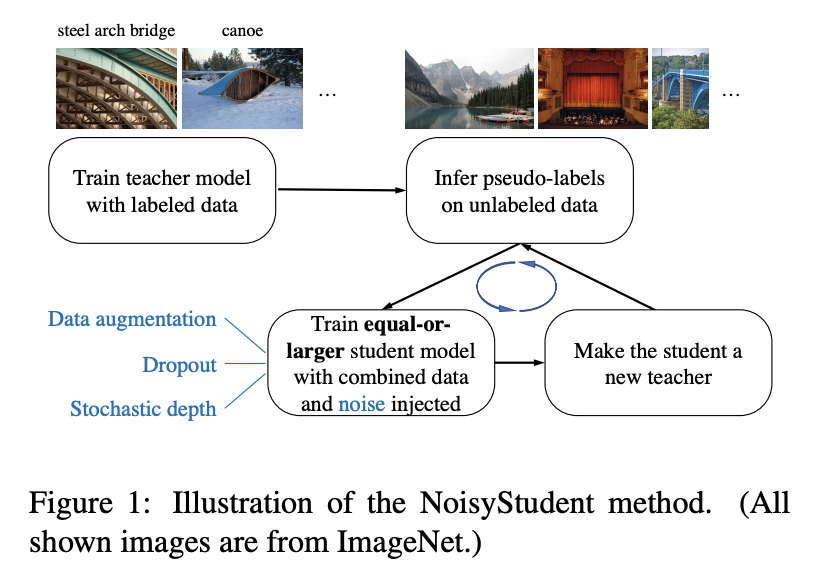 steel arch bridge
canoe
...
...
Train teacher model
with labeled data
Infer pseudo-labels
on unlabeled data
Data augmentation
Dropout
Stochastic depth
Train equal-or-
larger student model
with combined data
and noise injected
Make the student a
new teacher
Figure 1: Illustration of the NoisyStudent method. (All
shown images are from ImageNet.)